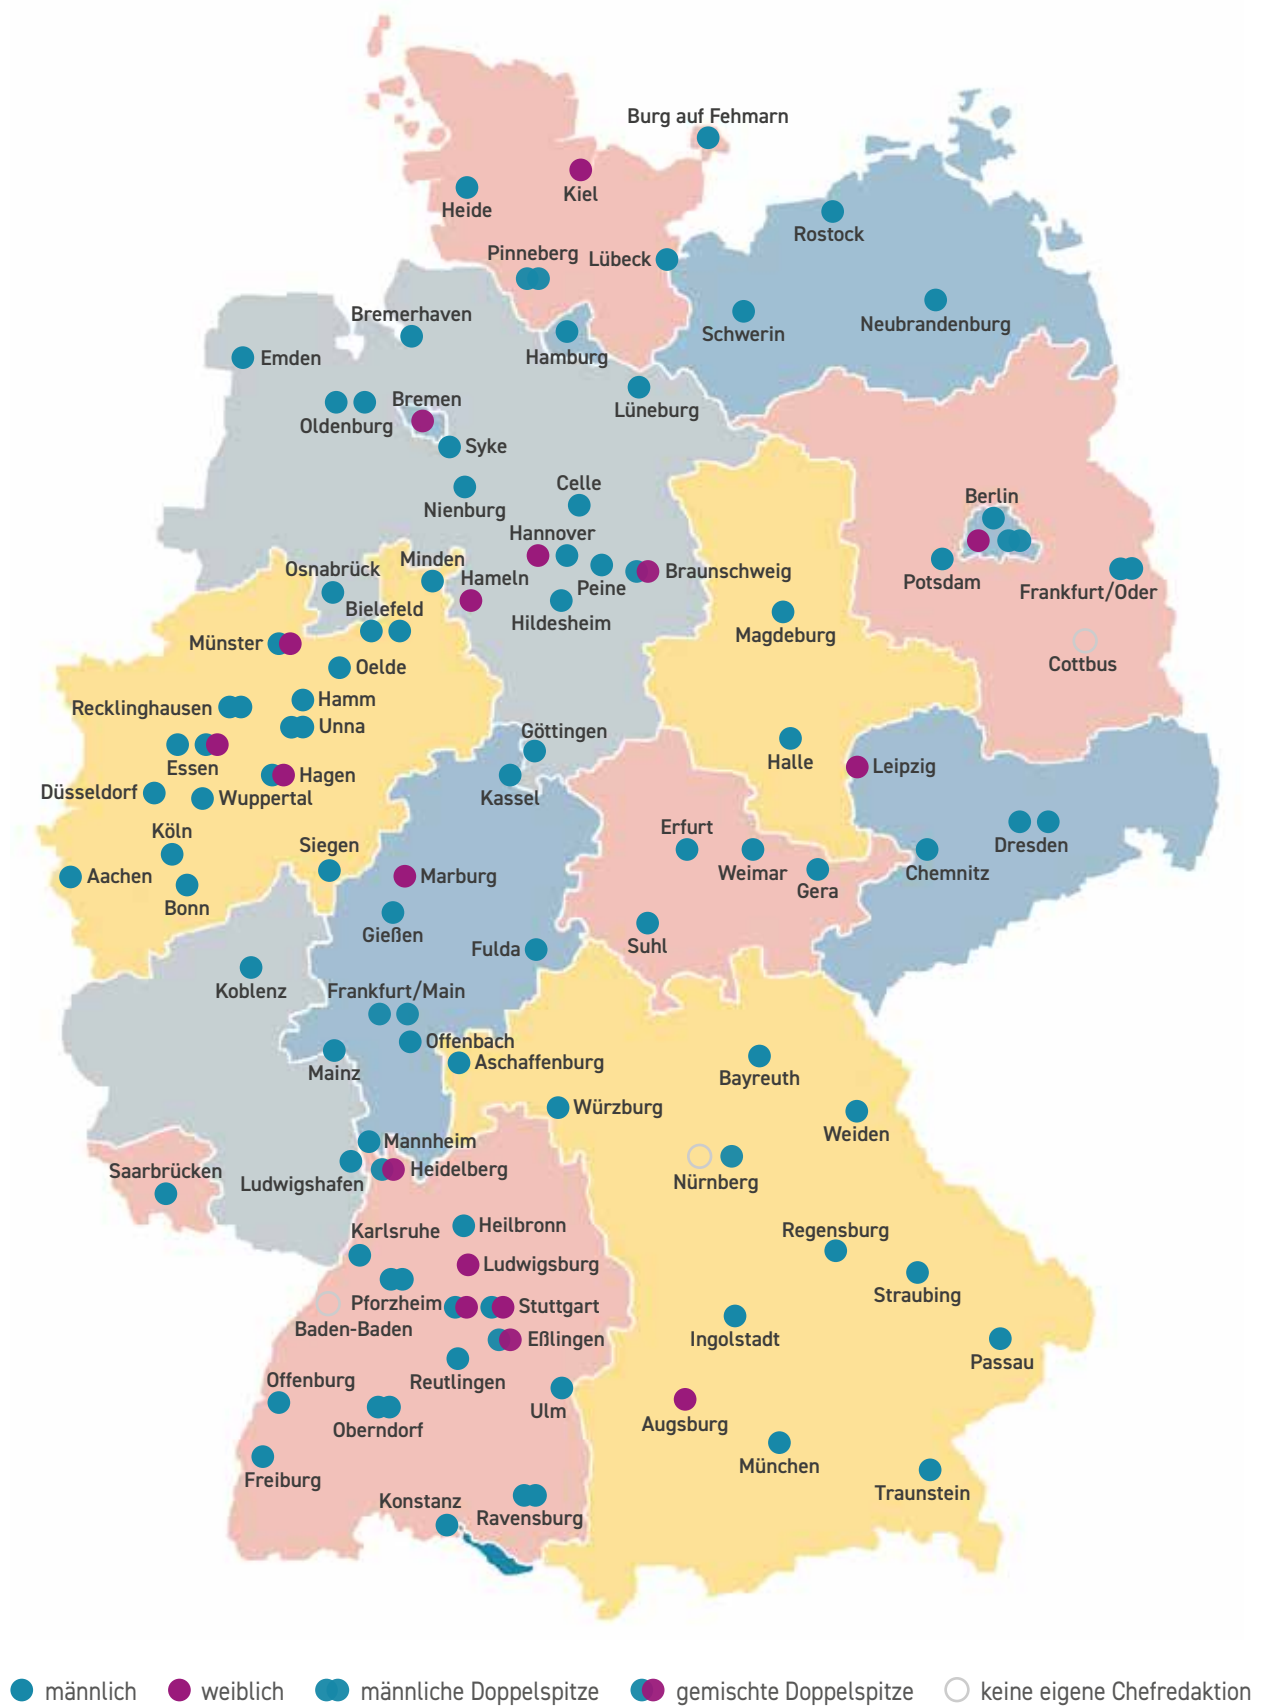 Burg auf Fehmarn
Kiel
Heide
Rostock
Pinneberg
Lübeck
Bremerhaven
Schwerin
Neubrandenburg
Hamburg
Emden
Bremen
Lüneburg
Oldenburg
Syke
Celle
Berlin
Nienburg
Hannover
Minden
Osnabrück
Hameln
Peine
Braunschweig
Potsdam
Frankfurt/Oder
Bielefeld
Hildesheim
Magdeburg
Münster
Cottbus
Oelde
Hamm
Recklinghausen
Unna
Göttingen
Halle
Leipzig
Essen
Hagen
Düsseldorf
Wuppertal
Kassel
Köln
Erfurt
Siegen
Dresden
Aachen
Marburg
Weimar
Chemnitz
Gera
Bonn
Gießen
Suhl
Fulda
Koblenz
Frankfurt/Main
Offenbach
Aschaffenburg
Mainz
Bayreuth
Würzburg
Weiden
Mannheim
Saarbrücken
Heidelberg
Ludwigshafen
Nürnberg
Karlsruhe
Heilbronn
Regensburg
Ludwigsburg
Straubing
Pforzheim
Stuttgart
Baden-Baden
Eßlingen
Ingolstadt
Passau
Offenburg
Reutlingen
Ulm
Augsburg
Oberndorf
München
Freiburg
Traunstein
Konstanz
Ravensburg
männlich
weiblich
männliche Doppelspitze
gemischte Doppelspitze
keine eigene Chefredaktion